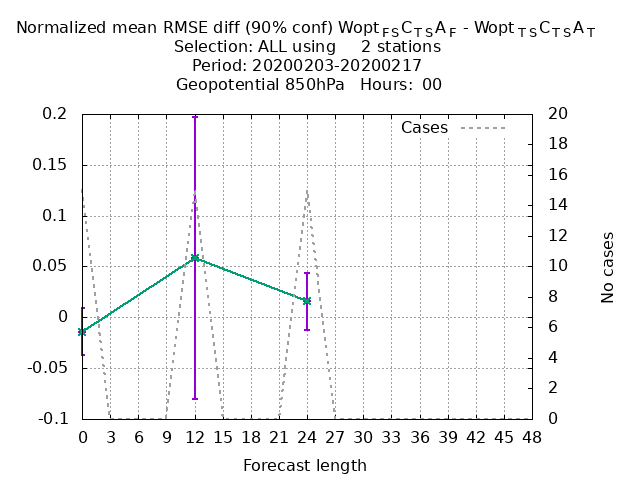 Normalized mean RMSE diff (90% conf) Wopt FS C TS A F - Wopt TS C TS A T
Selection: ALL using 2 stations
Period: 20200203-20200217
Geopotential 850hPa Hours: 00
Cases
0.2
0.15
0.1
0.05
0
-0.05
-0.1
20
18
16
14
12
10
8
6
4
2
0
No cases
0 3 6 9 12 15 18 21 24 27 30 33 36 39 42 45 48
Forecast length